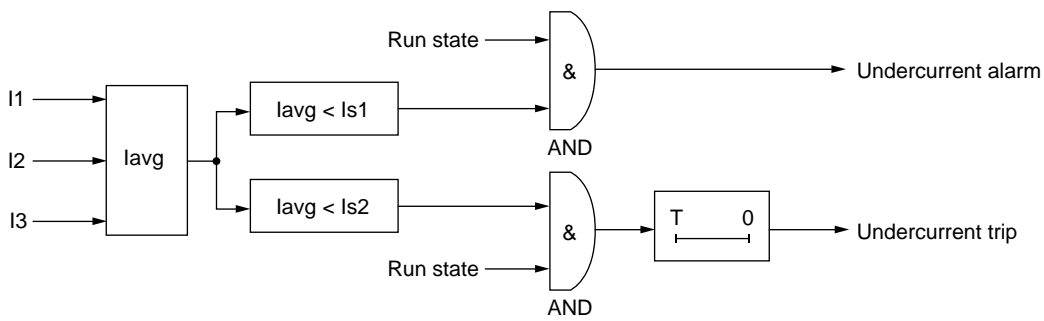 Run state
&
Undercurrent alarm
I1
Iavg < Is1
I2
Iavg
AND
I3
Iavg < Is2
&
T 0
Undercurrent trip
Run state
AND